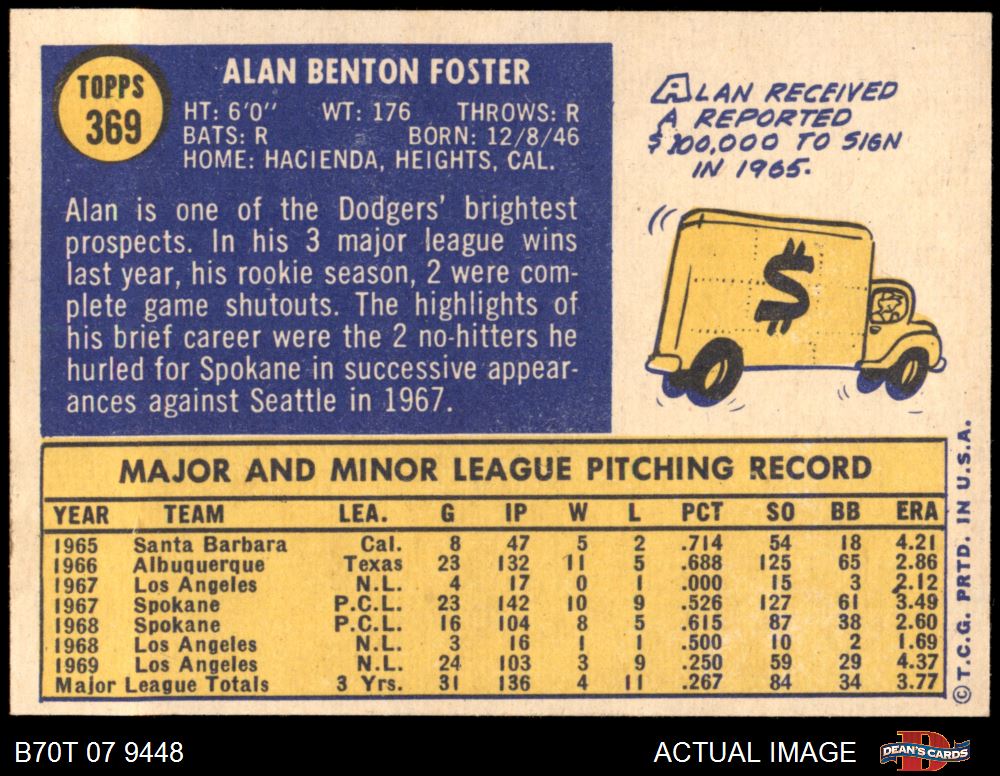 TOPPS
369
ALAN BENTON FOSTER
HT: 6'0" WT: 176 THROWS: R
BATS: R BORN: 12/8/46
HOME: HACIENDA, HEIGHTS, CAL.
Alan is one of the Dodgers' brightest
prospects. In his 3 major league wins
last year, his rookie season, 2 were com-
plete game shutouts. The highlights of
his brief career were the 2 no-hitters he
hurled for Spokane in successive appear-
ances against Seattle in 1967.
ALAN RECEIVED
A REPORTED
$100,000 TO SIGN
IN 1965.
$
MAJOR AND MINOR LEAGUE PITCHING RECORD
YEAR TEAM LEA. G IP W L PCT SO BB ERA
1965 Santa Barbara Cal. 8 47 5 2 .714 54 18 4.21
1966 Albuquerque Texas 23 132 11 5 .688 125 65 2.86
1967 Los Angeles N.L. 4 17 0 1 .000 15 3 2.12
1967 Spokane P.C.L. 23 142 10 9 .526 127 61 3.49
1968 Spokane P.C.L. 16 104 8 5 .615 87 38 2.60
1968 Los Angeles N.L. 3 16 1 1 .500 10 2 1.69
1969 Los Angeles N.L. 24 103 3 9 .250 59 29 4.37
Major League Totals 3 Yrs. 31 136 4 11 .267 84 34 3.77
© T.C.G. PRTD. IN U.S.A.
B70T 07 9448
ACTUAL IMAGE
DEAN'S CARDS